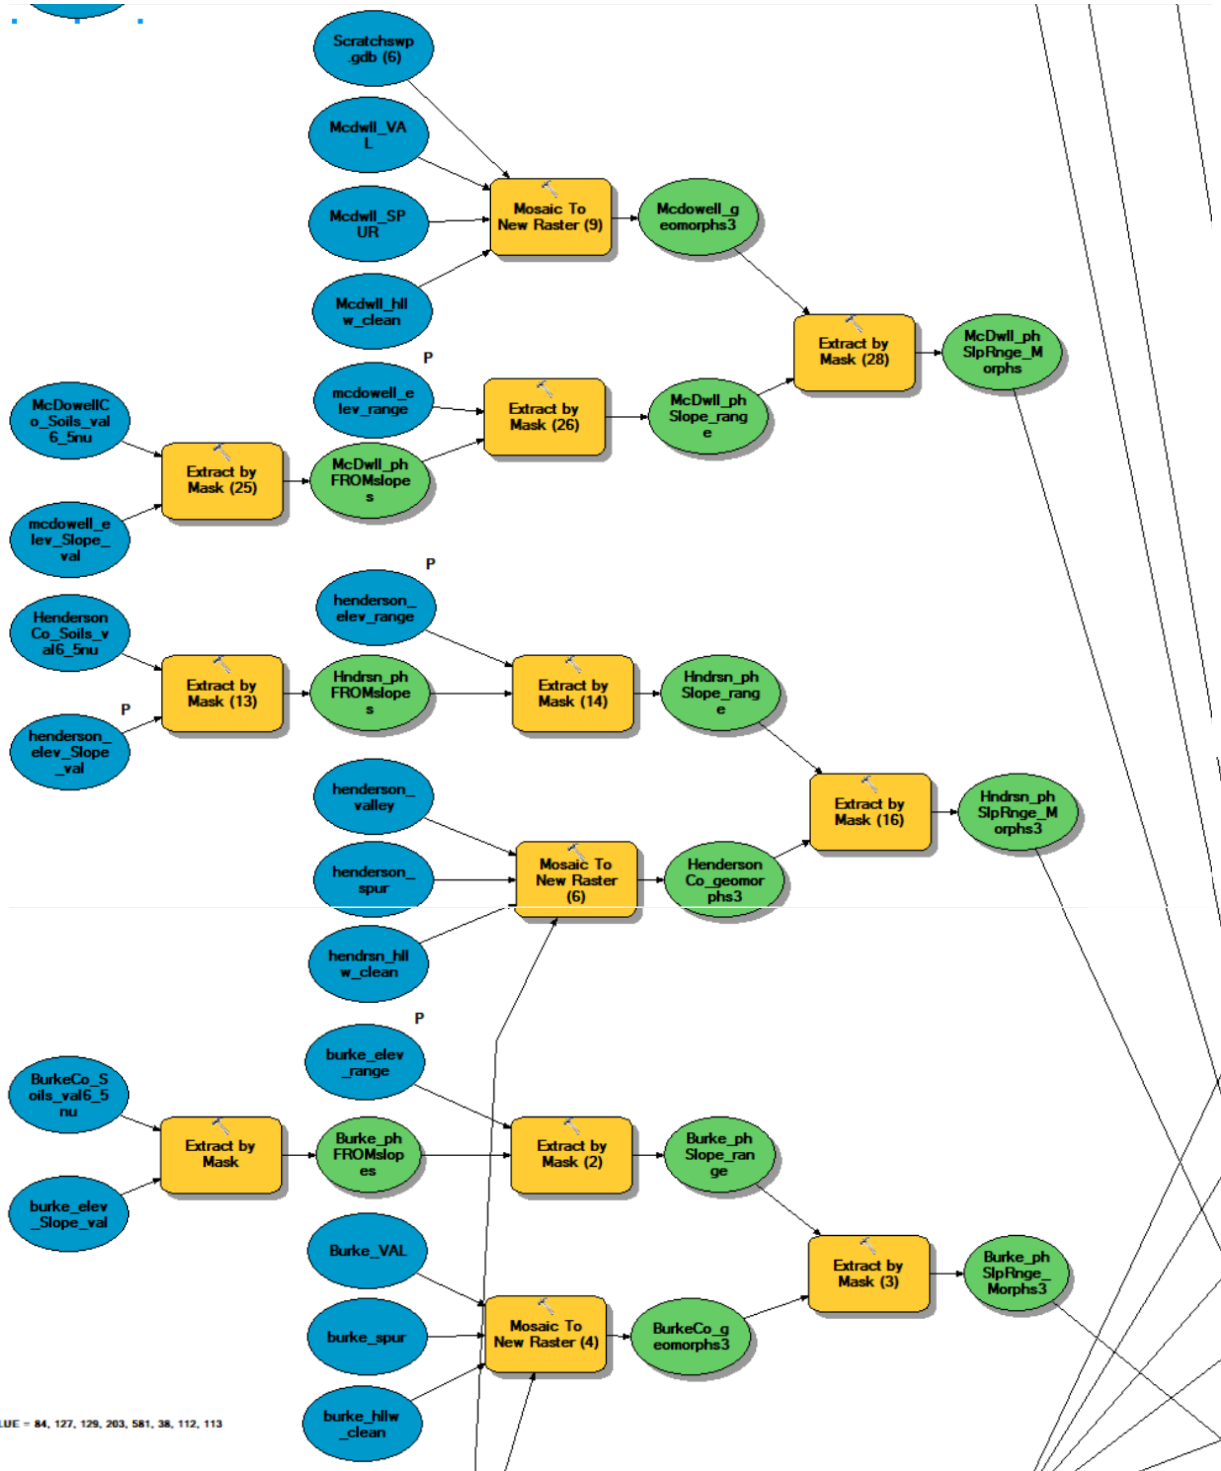 Scratchswp
.gdb (6)
Mcdwll_VA
L
Mcdwll_SP
UR
Mcdwll_hll
w_clean
Mosaic To
New Raster (9)
Mcdowell_g
eomorphs3
Extract by
Mask (28)
McDwll_ph
SlpRnge_M
orphs
P
mcdowell_e
lev_range
Extract by
Mask (26)
McDwll_ph
Slope_rang
e
McDowellC
o_Soils_val
6_5nu
Extract by
Mask (25)
McDwll_ph
FROMslope
s
mcdowell_e
lev_Slope_
val
P
henderson_
elev_range
Henderson
Co_Soils_v
al6_5nu
Extract by
Mask (13)
Hndrsn_ph
FROMslope
s
Extract by
Mask (14)
Hndrsn_ph
Slope_rang
e
P
henderson_
elev_Slope
_val
henderson_
valley
Extract by
Mask (16)
Hndrsn_ph
SlpRnge_M
orphs3
henderson_
spur
Mosaic To
New Raster
(6)
Henderson
Co_geomor
phs3
hendrsn_hll
w_clean
P
burke_elev
_range
BurkeCo_S
oils_val6_5
nu
Extract by
Mask
Burke_ph
FROMslop
es
Extract by
Mask (2)
Burke_ph
Slope_ran
ge
burke_elev
_Slope_val
Burke_VAL
Extract by
Mask (3)
Burke_ph
SlpRnge_
Morphs3
burke_spur
Mosaic To
New Raster (4)
BurkeCo_g
eomorphs3
burke_hllw
_clean
LUE = 84, 127, 129, 203, 581, 38, 112, 113